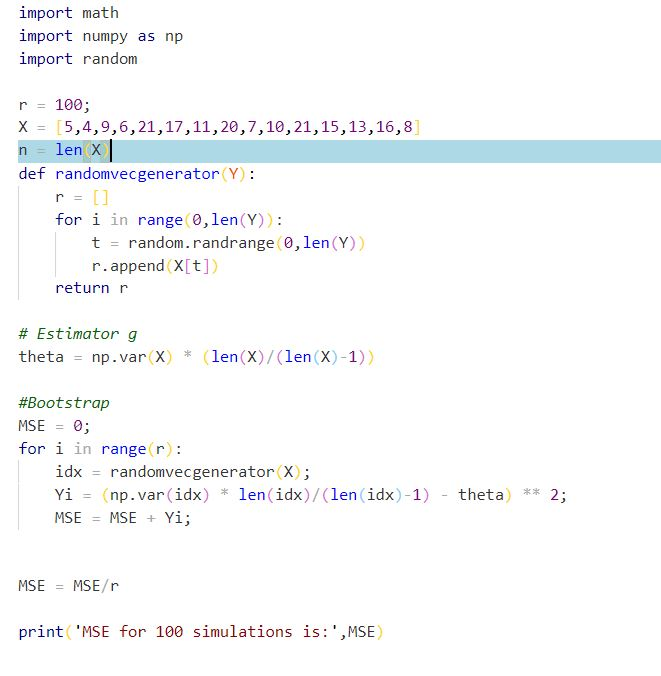 import math
import numpy as np
import random
r = 100;
X = [5,4,9,6,21,17,11,20,7,10,21,15,13,16,8]
n = len(X)
def randomvecgenerator(Y):
    r = []
    for i in range(0,len(Y)):
        t = random.randrange(0,len(Y))
        r.append(X[t])
    return r
# Estimator g
theta = np.var(X) * (len(X)/(len(X)-1))
#Bootstrap
MSE = 0;
for i in range(r):
    idx = randomvecgenerator(X);
    Yi = (np.var(idx) * len(idx)/(len(idx)-1) - theta) ** 2;
    MSE = MSE + Yi;
MSE = MSE/r
print('MSE for 100 simulations is:',MSE)